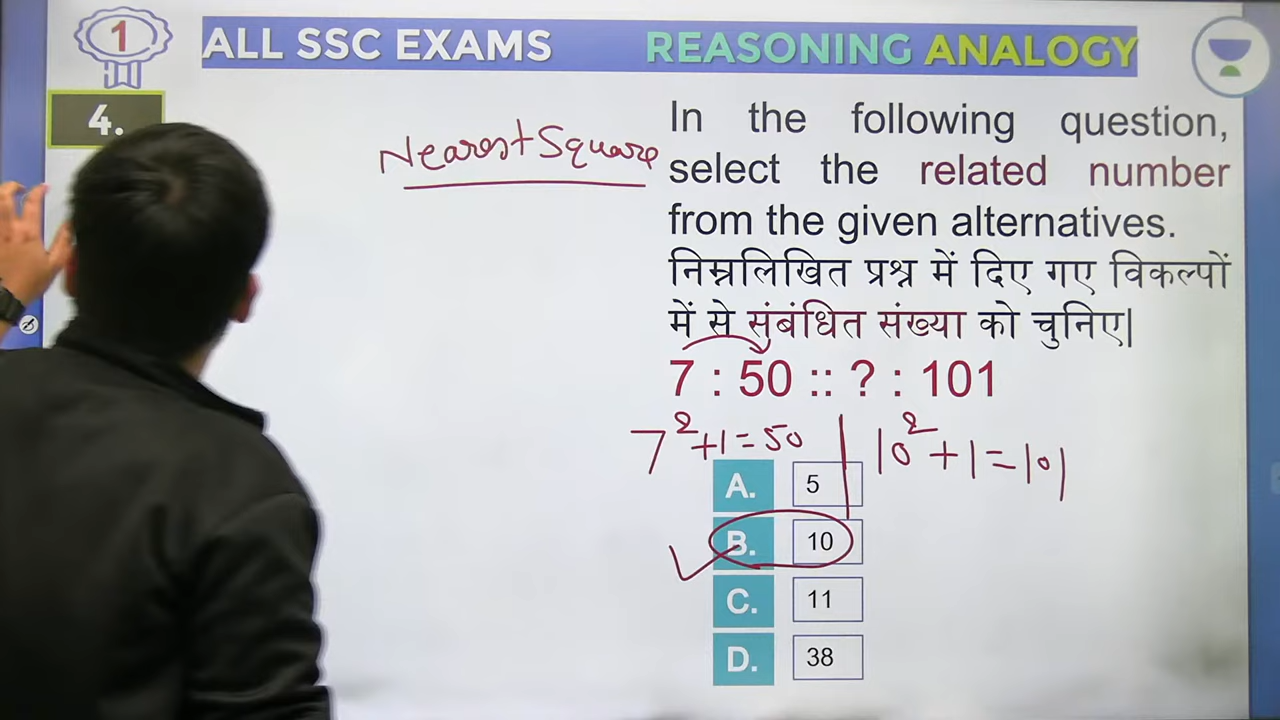 1
ALL SSC EXAMS REASONING ANALOGY
4.
Nearest Square
In the following question,
select the related number
from the given alternatives.
निम्नलिखित प्रश्न में दिए गए विकल्पों
में से संबंधित संख्या को चुनिए|
7 : 50 :: ? : 101
7²+1=50 | 10²+1=101
A. 5
B. 10
C. 11
D. 38